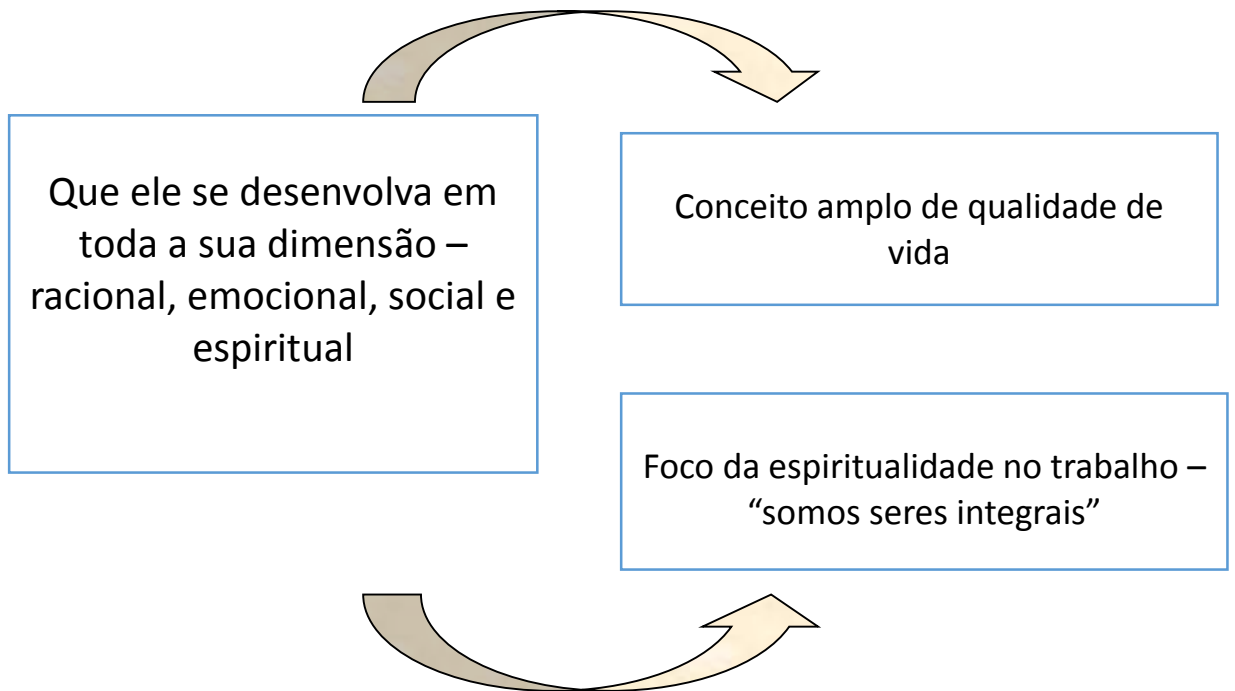 Que ele se desenvolva em
toda a sua dimensão –
racional, emocional, social e
espiritual
Conceito amplo de qualidade de
vida
Foco da espiritualidade no trabalho –
“somos seres integrais”